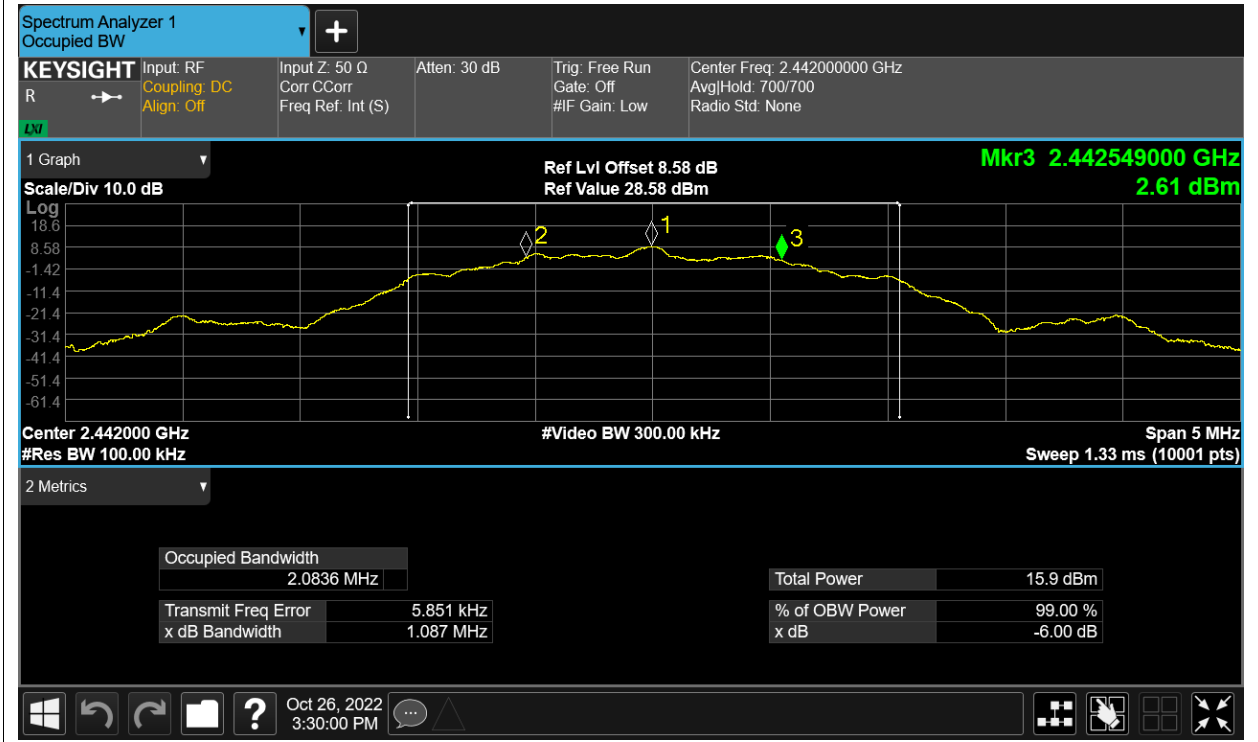 Spectrum Analyzer 1
Occupied BW
KEYSIGHT Input: RF Input Z: 50 Ω Atten: 30 dB Trig: Free Run Center Freq: 2.442000000 GHz
R Coupling: DC Corr CCorr Gate: Off Avg|Hold: 700/700
Align: Off Freq Ref: Int (S) #IF Gain: Low Radio Std: None
LXI
1 Graph Ref Lvl Offset 8.58 dB Mkr3 2.442549000 GHz
Scale/Div 10.0 dB Ref Value 28.58 dBm 2.61 dBm
Log
18.6
8.58
-1.42
-11.4
-21.4
-31.4
-41.4
-51.4
-61.4
2 1 3
Center 2.442000 GHz #Video BW 300.00 kHz Span 5 MHz
#Res BW 100.00 kHz Sweep 1.33 ms (10001 pts)
2 Metrics
Occupied Bandwidth
2.0836 MHz Total Power 15.9 dBm
Transmit Freq Error 5.851 kHz % of OBW Power 99.00 %
x dB Bandwidth 1.087 MHz x dB -6.00 dB
? Oct 26, 2022
3:30:00 PM